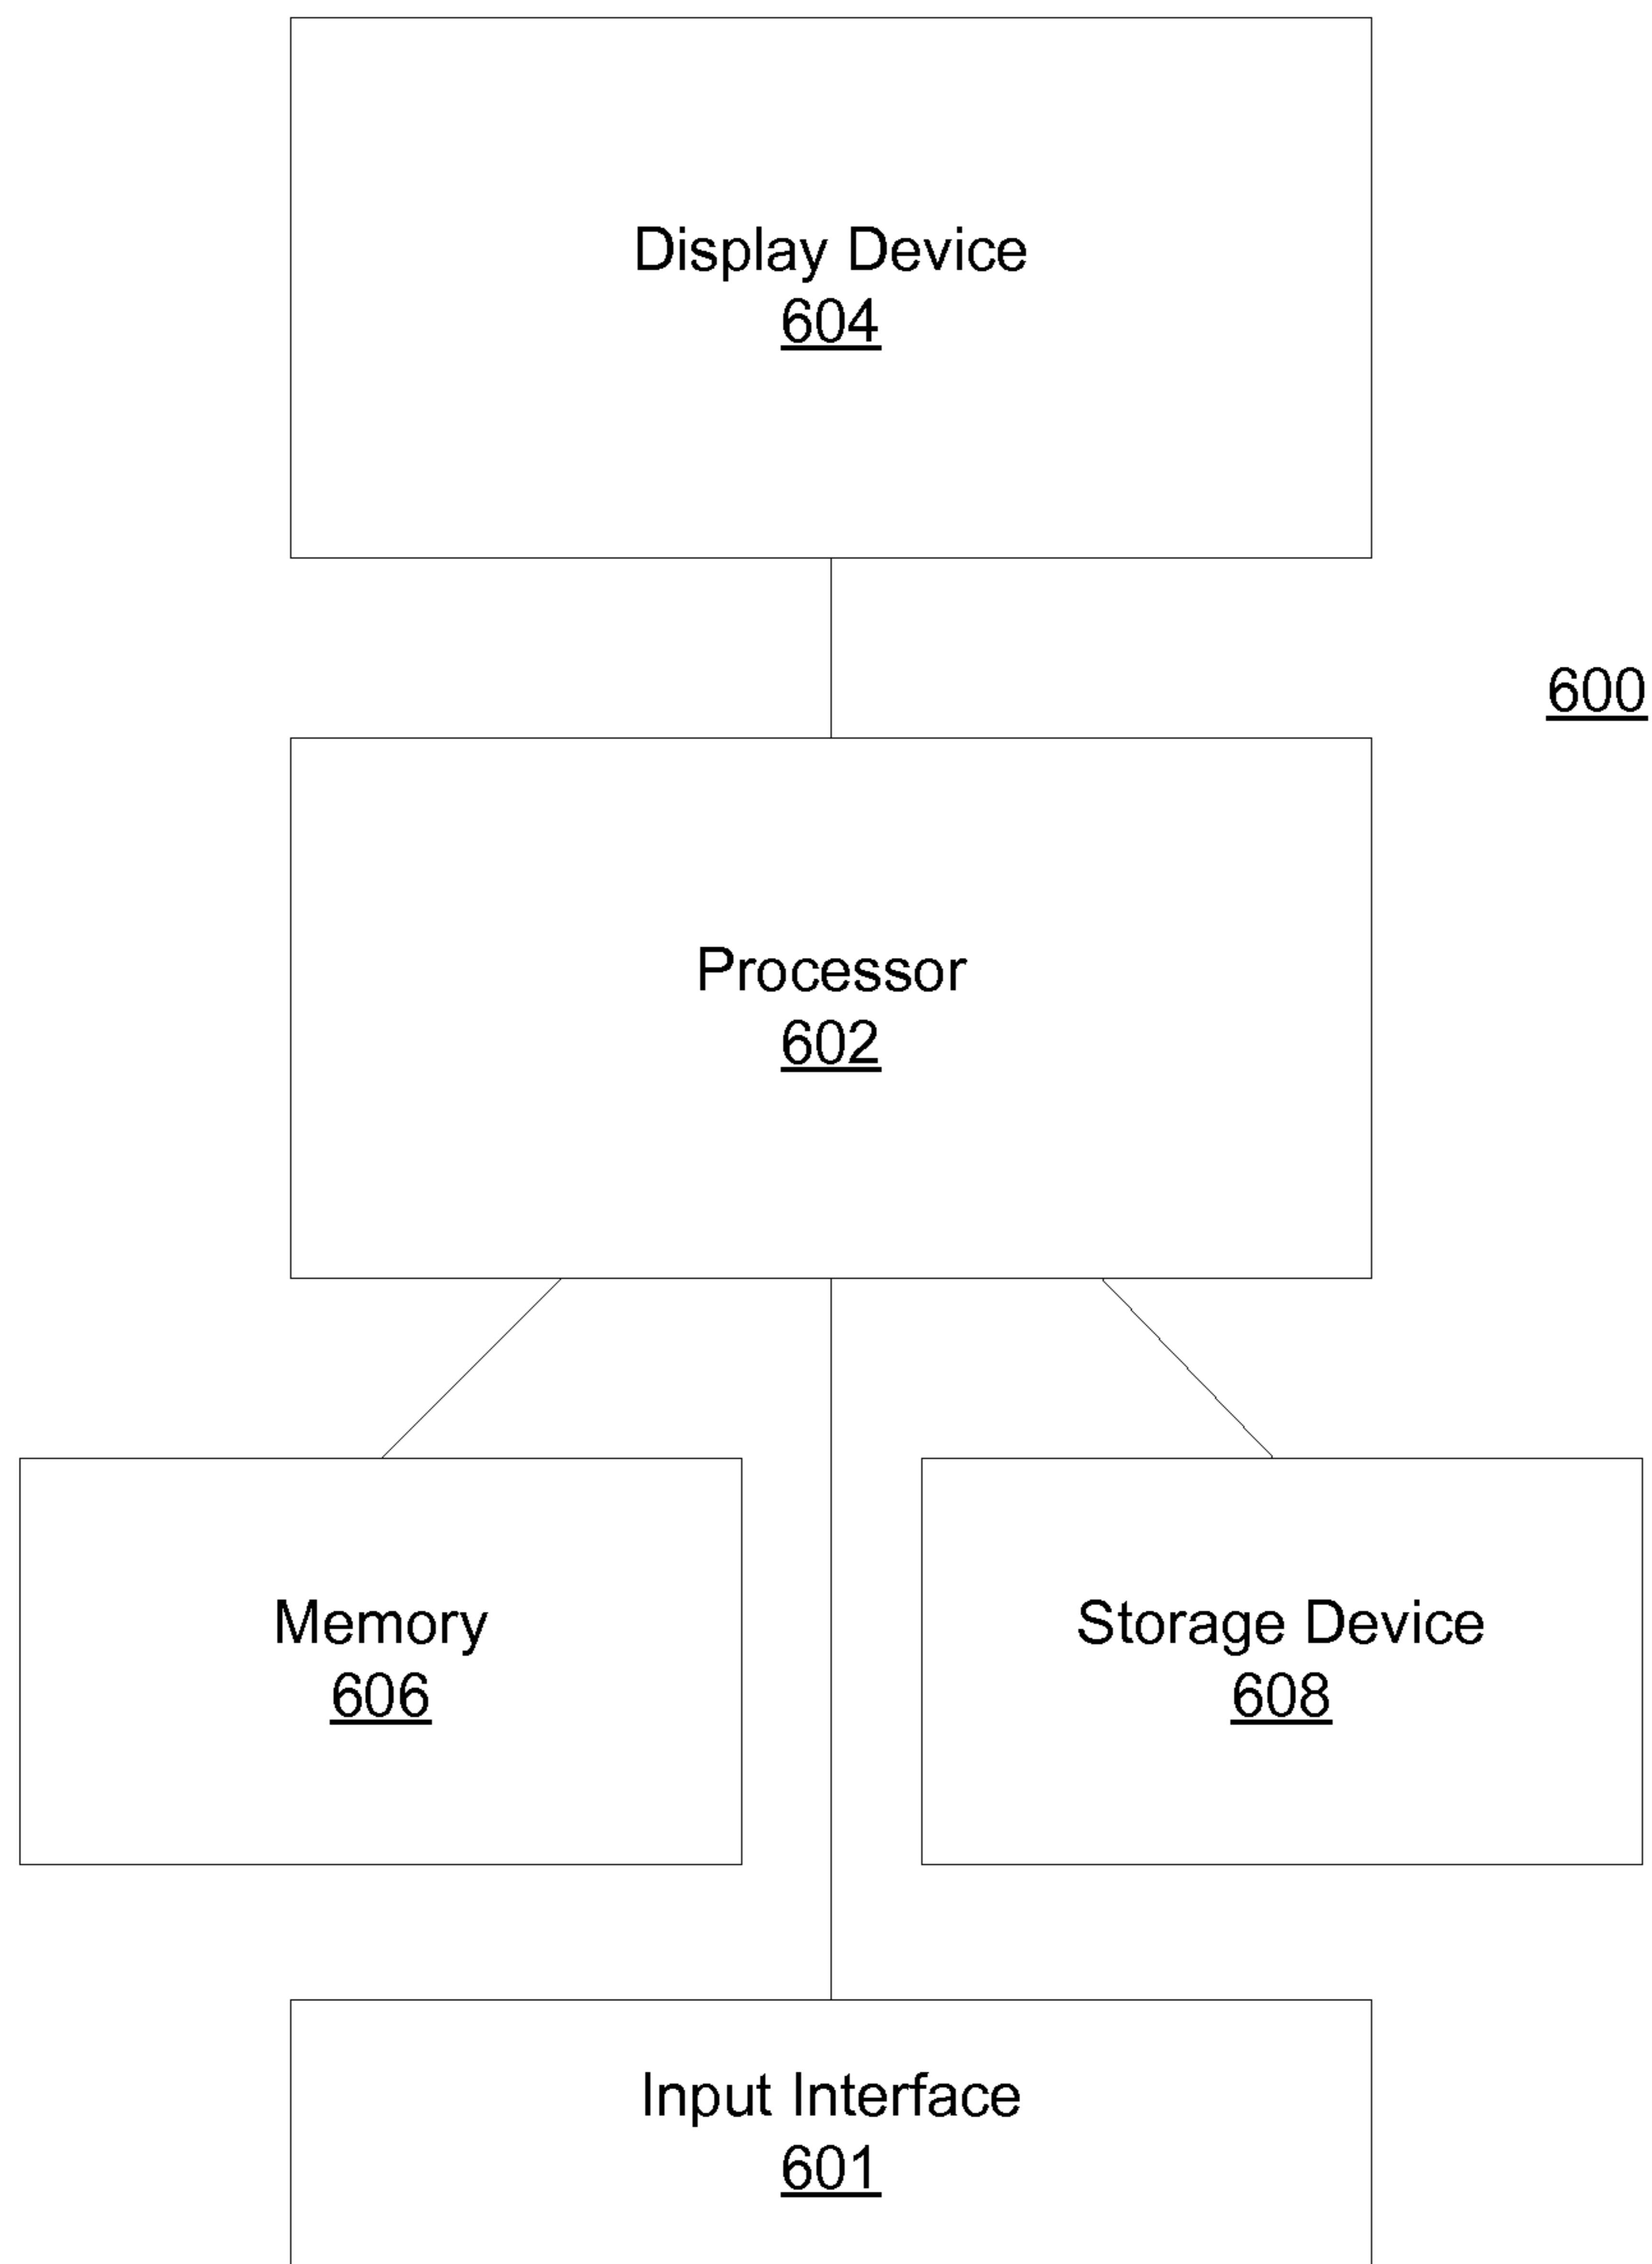 Display Device
604
600
Processor
602
Memory
606
Storage Device
608
Input Interface
601